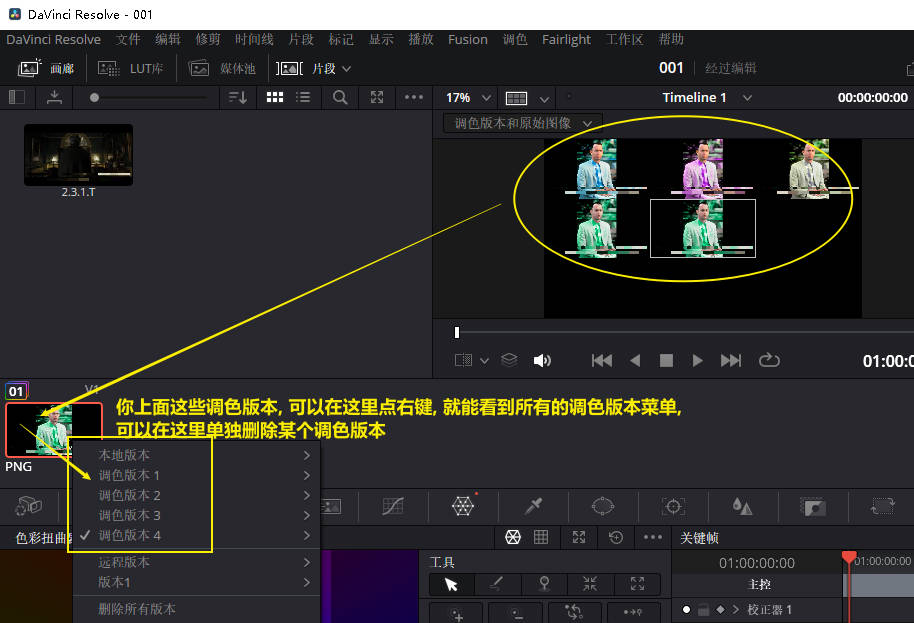 DaVinci Resolve - 001
DaVinci Resolve 文件 编辑 修剪 时间线 片段 标记 显示 播放 Fusion 调色 Fairlight 工作区 帮助
画廊 LUT库 媒体池 片段 001 经过编辑
17% Timeline 1 00:00:00:00
调色版本和原始图像
2.3.1.T
01:00:0
01 V1
你上面这些调色版本, 可以在这里点右键, 就能看到所有的调色版本菜单,
可以在这里单独删除某个调色版本
PNG
本地版本
调色版本 1
调色版本 2
调色版本 3
调色版本 4
远程版本
版本1
删除所有版本
色彩扭曲
关键帧
工具
01:00:00:00
01:00:00:00
主控
校正器 1